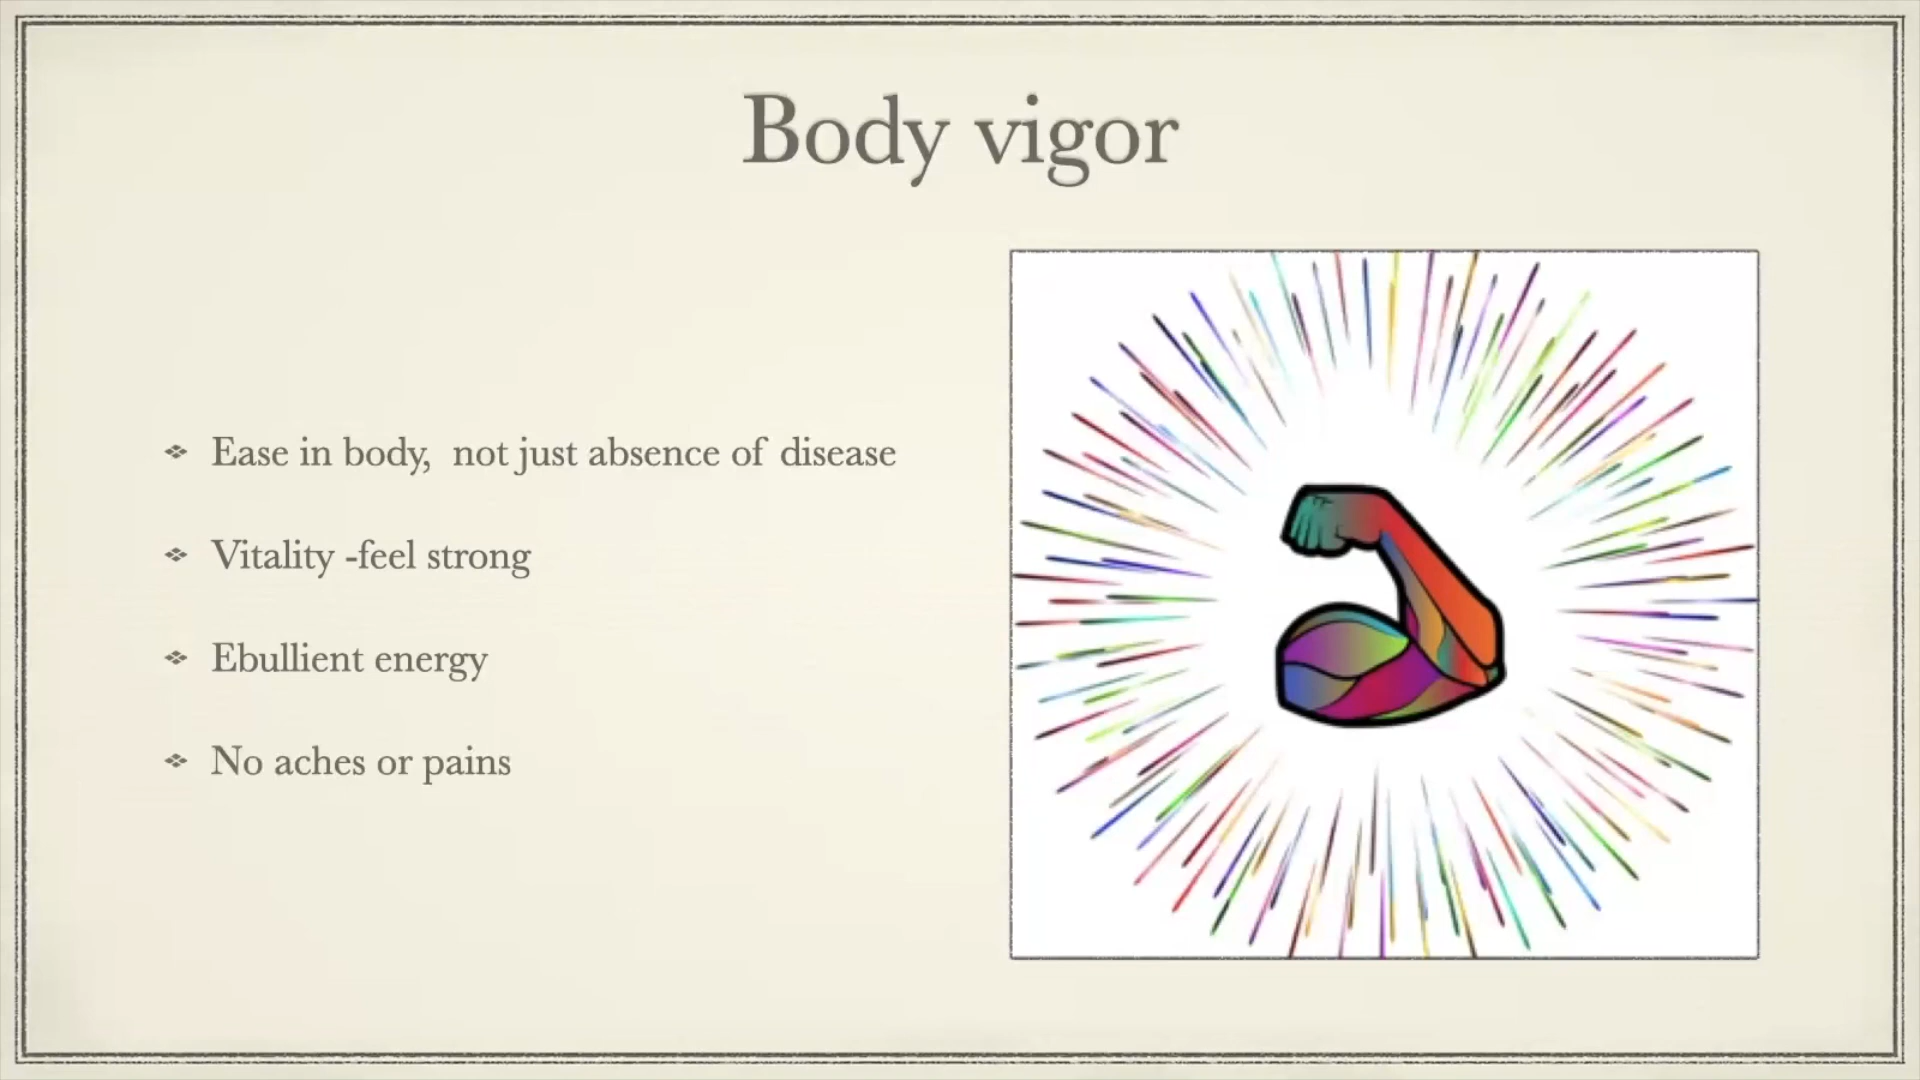 Body vigor
Ease in body, not just absence of disease
Vitality -feel strong
Ebullient energy
No aches or pains